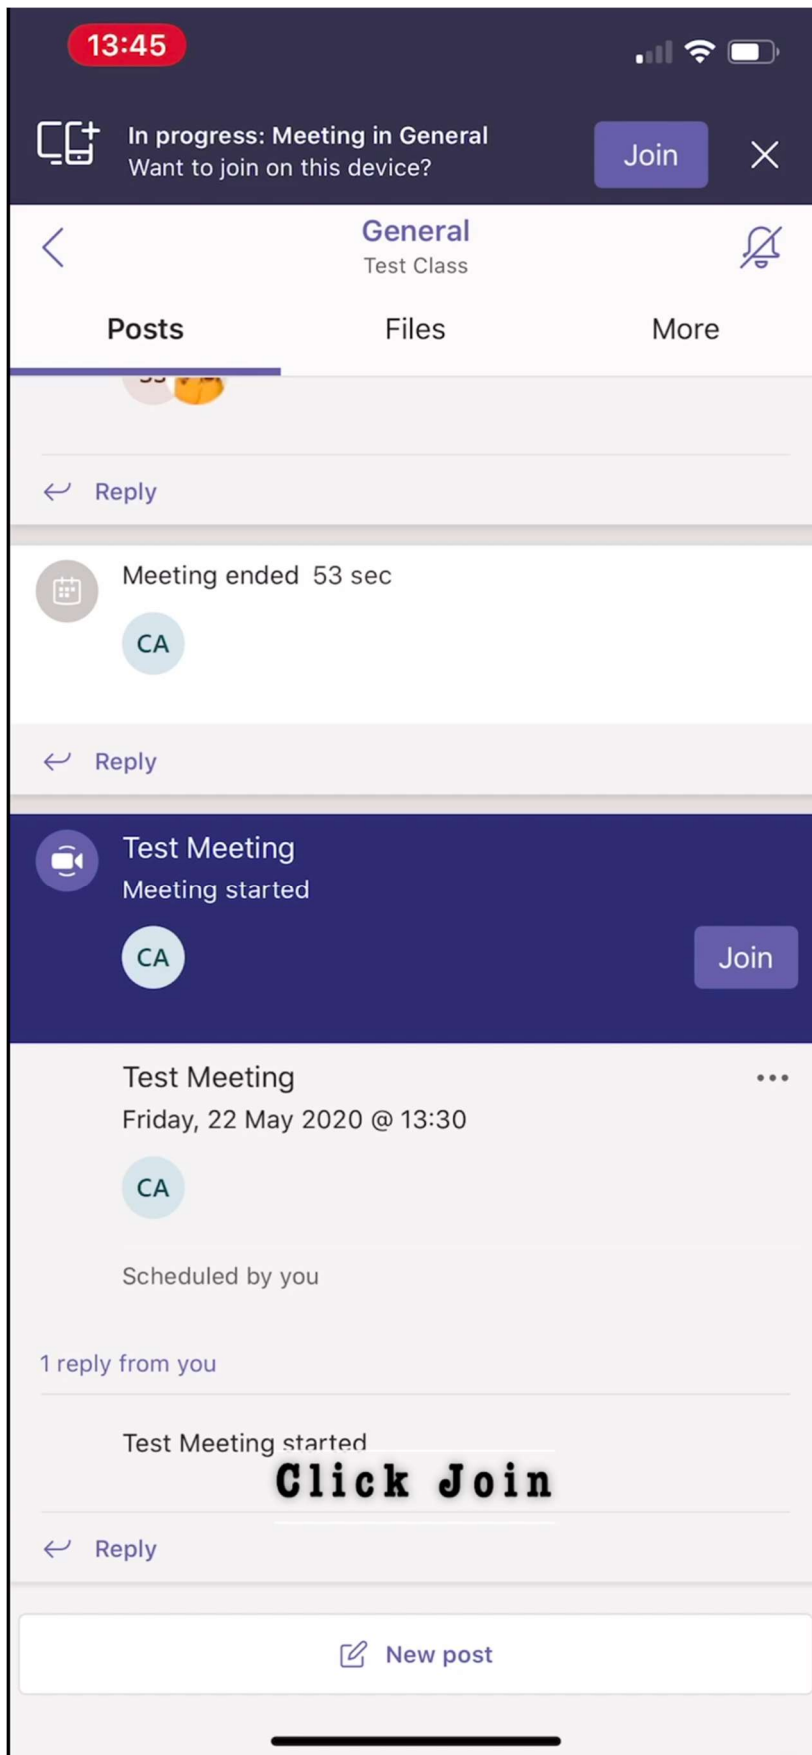 13:45
In progress: Meeting in General
Want to join on this device?
Join
General
Test Class
Posts
Files
More
Reply
Meeting ended 53 sec
CA
Reply
Test Meeting
Meeting started
CA
Join
Test Meeting
Friday, 22 May 2020 @ 13:30
CA
Scheduled by you
1 reply from you
Test Meeting started
Click Join
Reply
New post